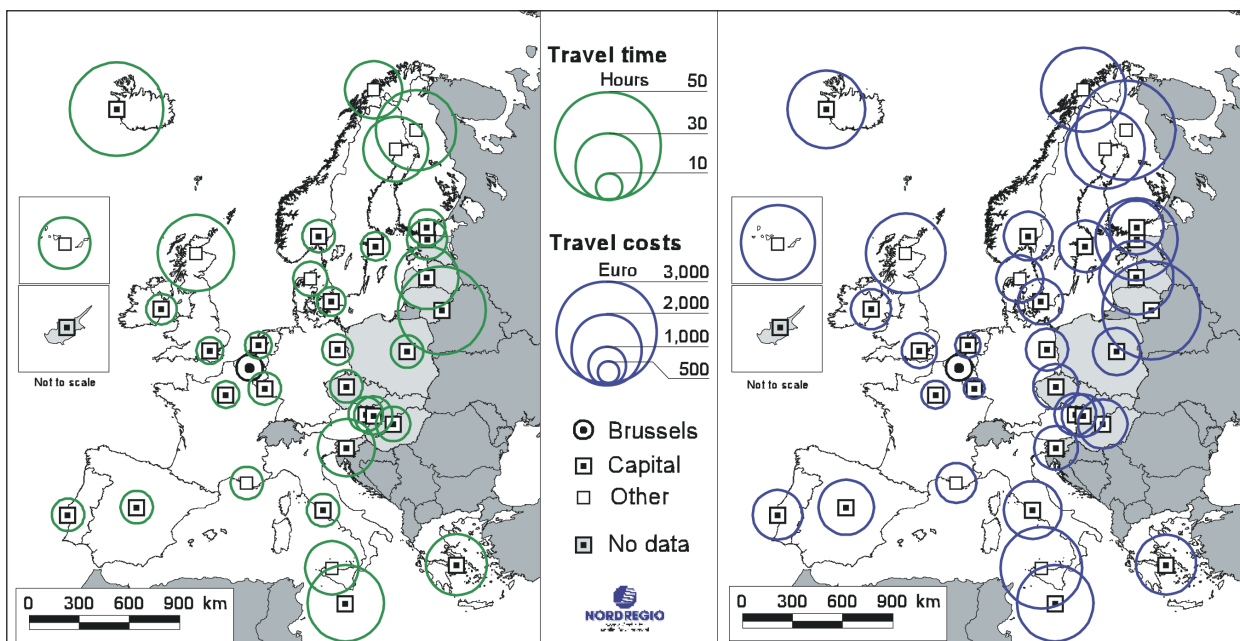 Travel time
Hours 50
30
10
Travel costs
Euro 3,000
2,000
1,000
500
Brussels
Capital
Other
No data
NORDREGIO
Not to scale
0 300 600 900 km
Not to scale
0 300 600 900 km